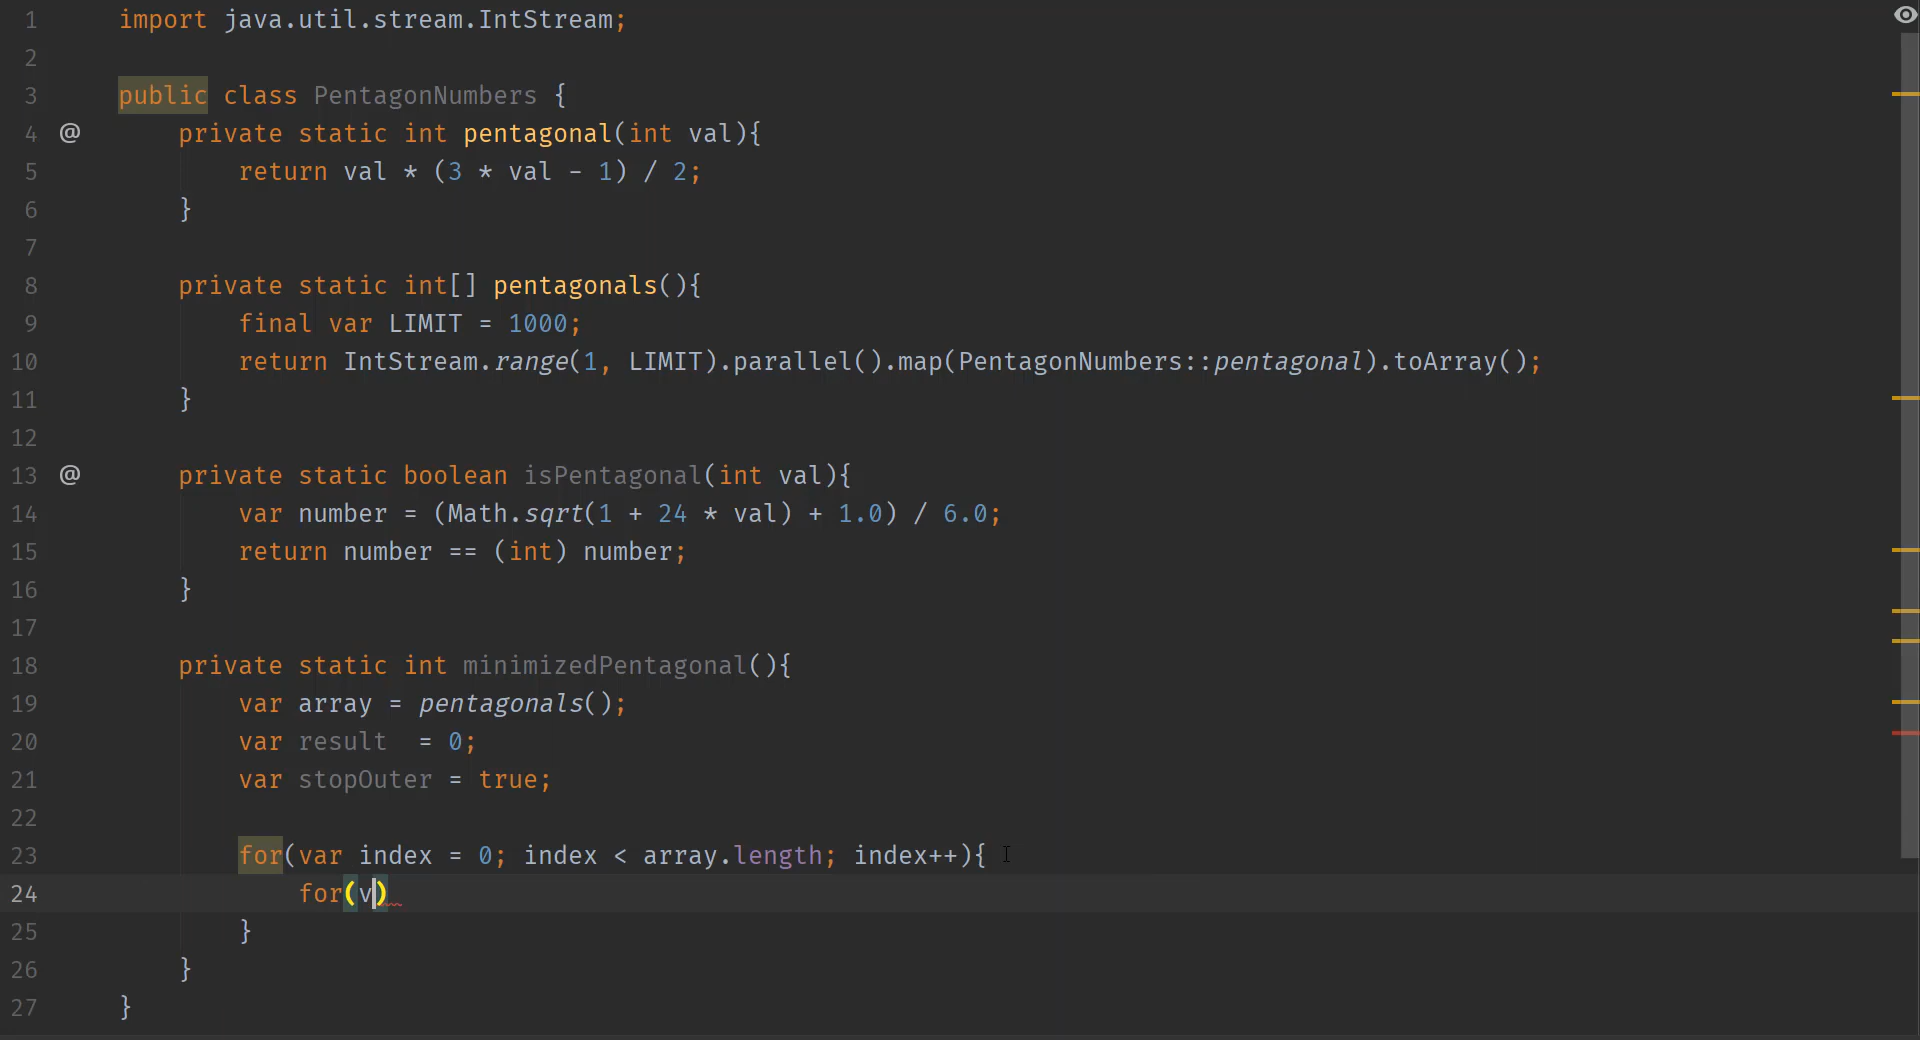 1 import java.util.stream.IntStream;
2
3 public class PentagonNumbers {
4 @ private static int pentagonal(int val){
5 return val * (3 * val - 1) / 2;
6 }
7
8 private static int[] pentagonals(){
9 final var LIMIT = 1000;
10 return IntStream.range(1, LIMIT).parallel().map(PentagonNumbers::pentagonal).toArray();
11 }
12
13 @ private static boolean isPentagonal(int val){
14 var number = (Math.sqrt(1 + 24 * val) + 1.0) / 6.0;
15 return number == (int) number;
16 }
17
18 private static int minimizedPentagonal(){
19 var array = pentagonals();
20 var result  = 0;
21 var stopOuter = true;
22
23 for(var index = 0; index < array.length; index++){
24 for(v)
25 }
26 }
27 }